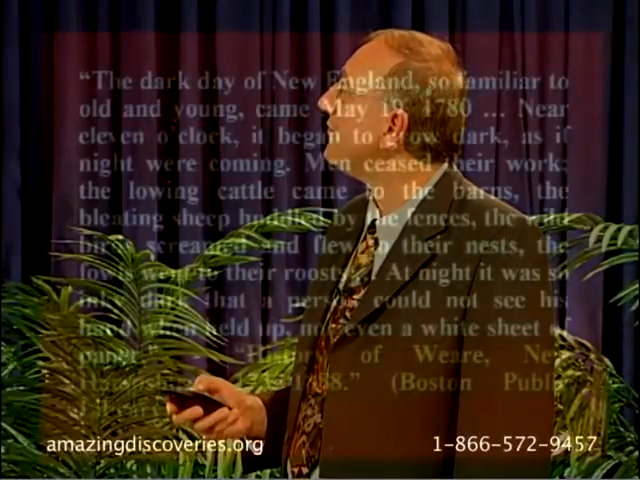 “The dark day of New England, so familiar to
old and young, came May 19, 1780 ... Near
eleven o'clock, it began to grow dark, as if
night were coming. Men ceased their work;
the lowing cattle came to the barns, the
bleating sheep huddled by the fences, the wild
birds screamed and flew to their nests, the
fowls went to their roosts. At night it was so
inky dark that a person could not see his
hand when held up, nor even a white sheet of
paper.” “History of Weare, New
Hampshire, 1888.” (Boston Public
amazingdiscoveries.org
1-866-572-9457